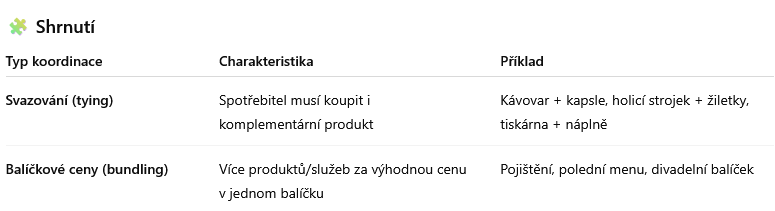 Shrnutí
Typ koordinace Charakteristika Příklad
Svazování (tying) Spotřebitel musí koupit i Kávovar + kapsle, holicí strojek + žiletky,
komplementární produkt tiskárna + náplně
Balíčkové ceny (bundling) Více produktů/služeb za výhodnou cenu Pojištění, polední menu, divadelní balíček
v jednom balíčku